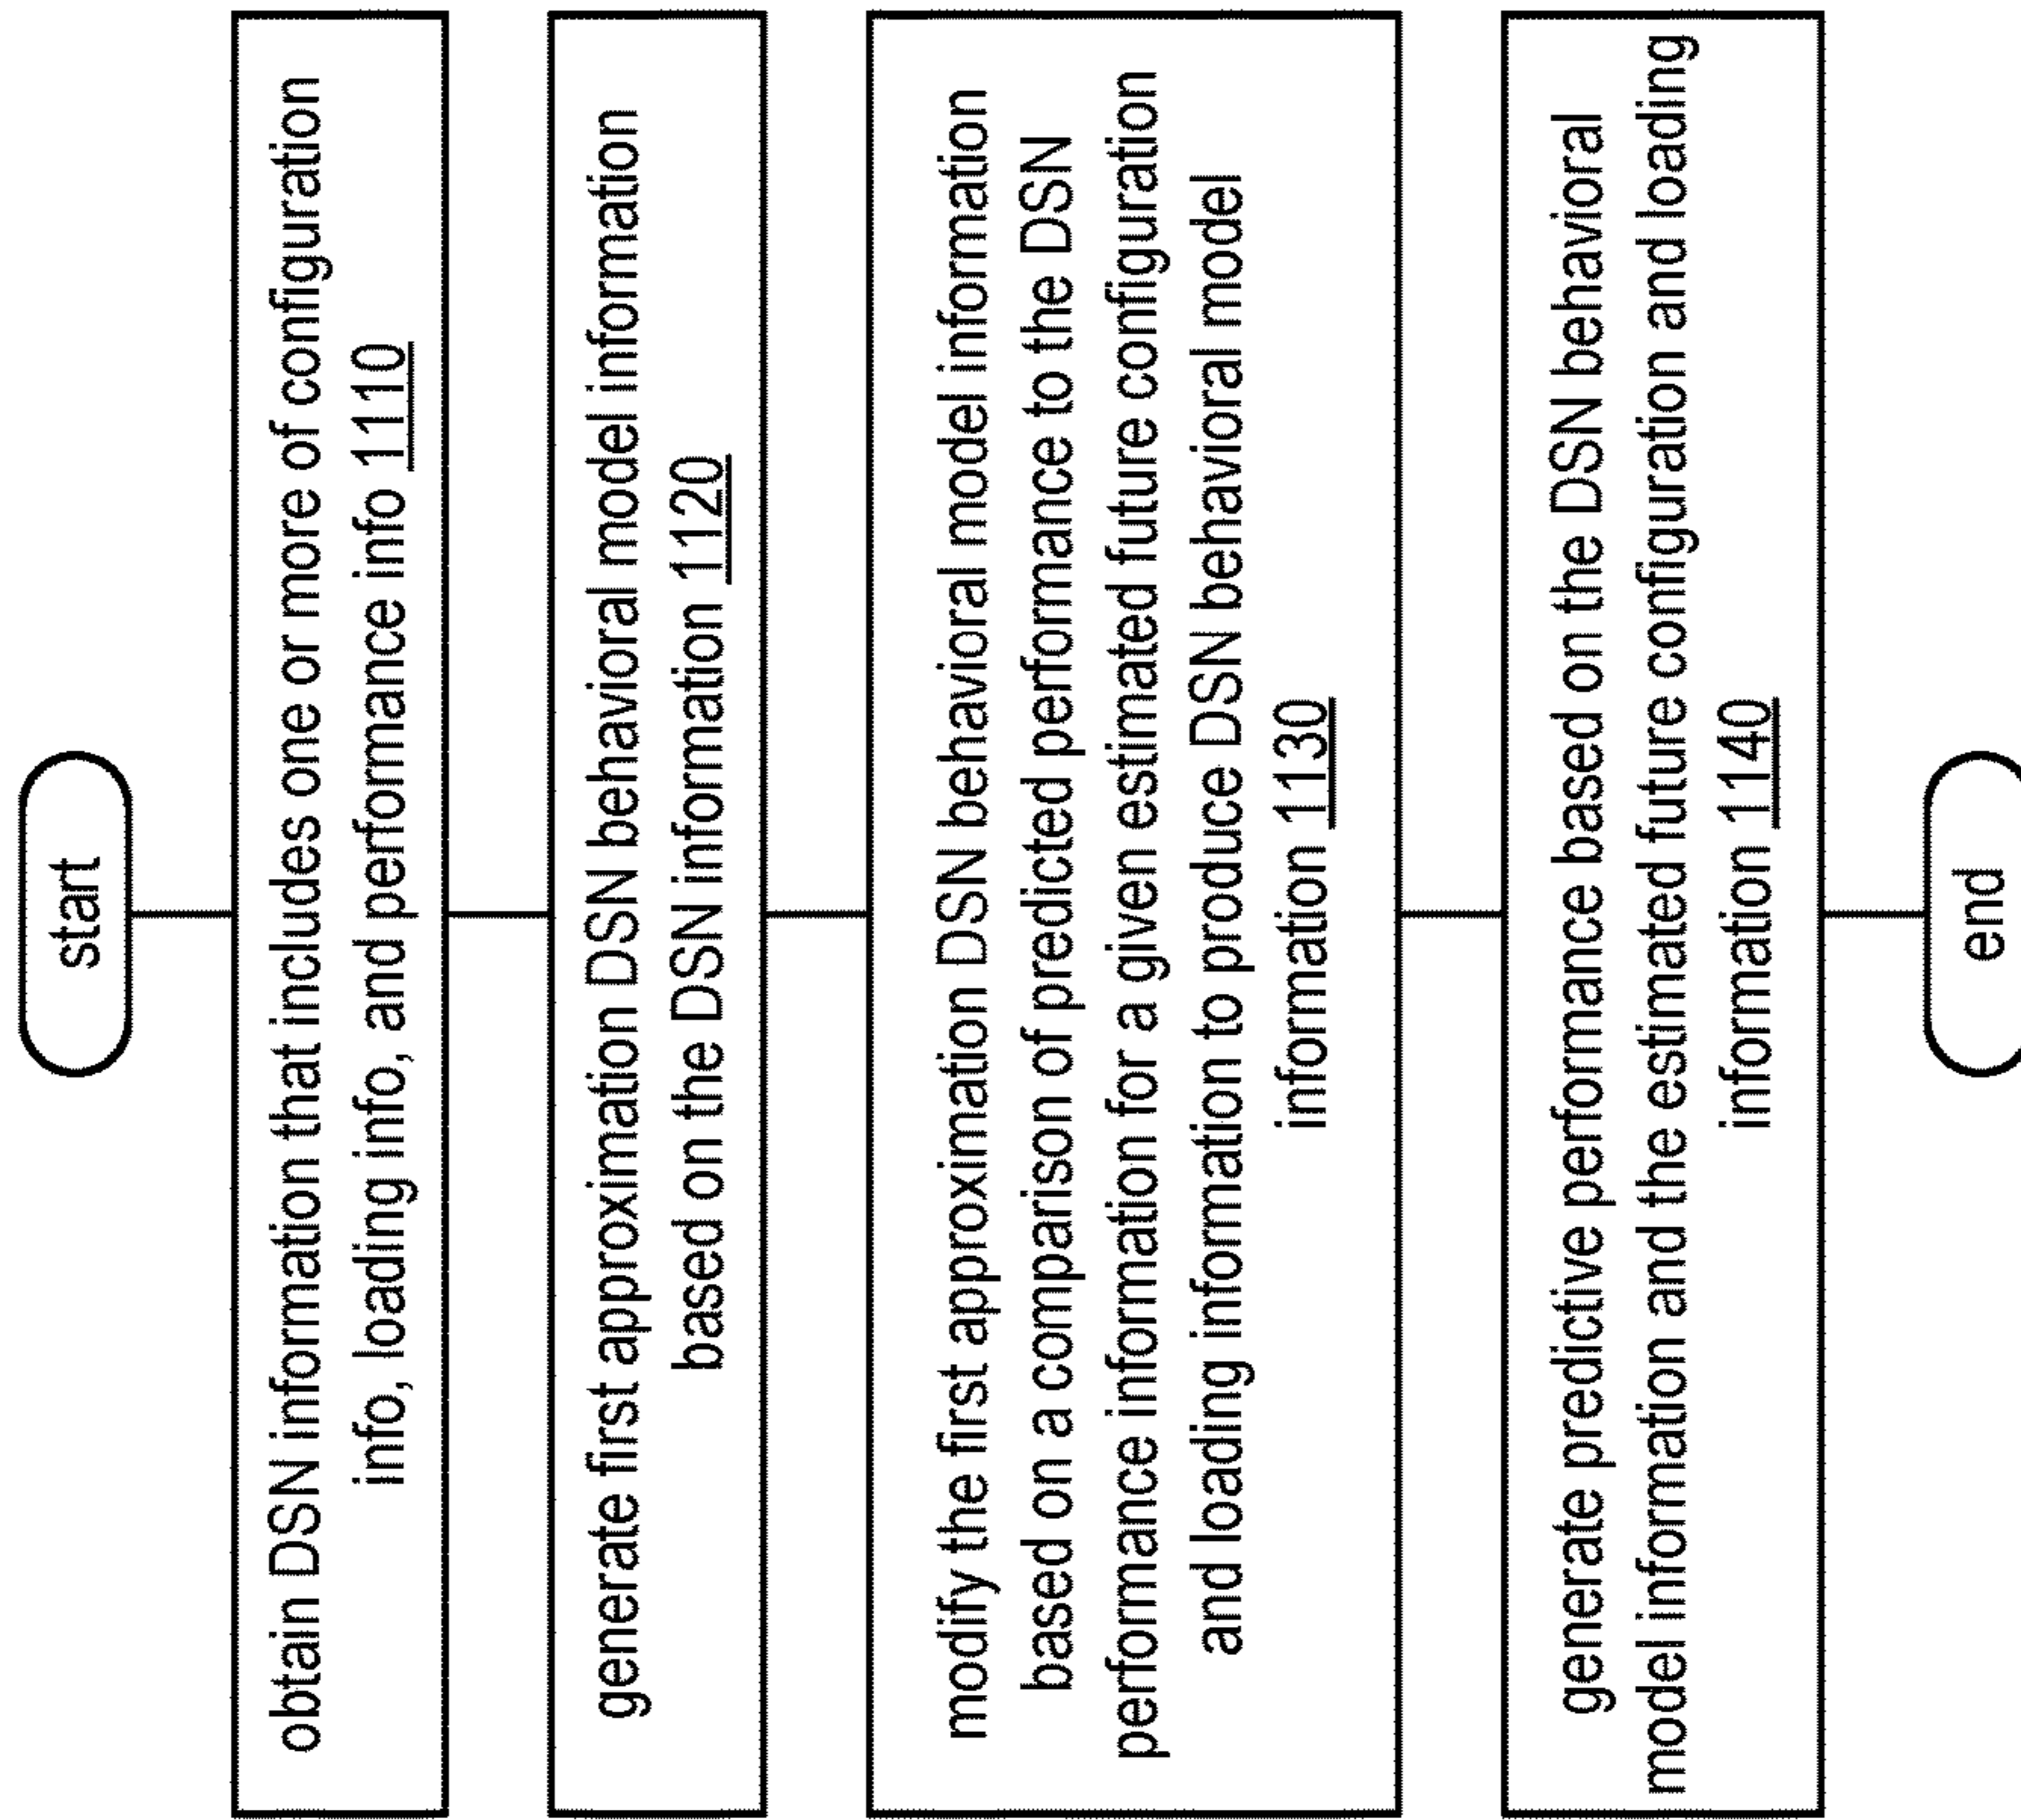 start
obtain DSN information that includes one or more of configuration
info, loading info, and performance info 1110
generate first approximation DSN behavioral model information
based on the DSN information 1120
modify the first approximation DSN behavioral model information
based on a comparison of predicted performance to the DSN
performance information for a given estimated future configuration
and loading information to produce DSN behavioral model
information 1130
generate predictive performance based on the DSN behavioral
model information and the estimated future configuration and loading
information 1140
end